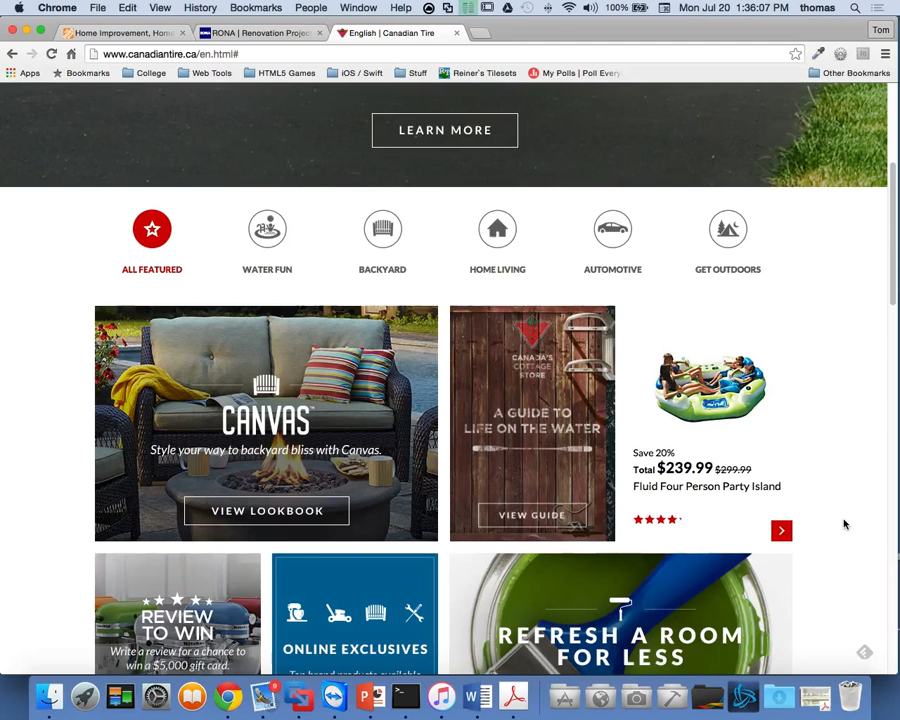 Chrome File Edit View History Bookmarks People Window Help 100% Mon Jul 20 1:36:07 PM thomas
Home Improvement, Hom
RONA | Renovation Project
English | Canadian Tire
Tom
www.canadiantire.ca/en.html#
Apps Bookmarks College Web Tools HTML5 Games iOS / Swift Stuff Reiner's Tilesets My Polls | Poll Every Other Bookmarks
LEARN MORE
ALL FEATURED WATER FUN BACKYARD HOME LIVING AUTOMOTIVE GET OUTDOORS
CANVAS
Style your way to backyard bliss with Canvas.
VIEW LOOKBOOK
CANADA'S
COTTAGE
STORE
A GUIDE TO
LIFE ON THE WATER
VIEW GUIDE
Save 20%
Total $239.99 $299.99
Fluid Four Person Party Island
REVIEW
TO WIN
Write a review for a chance to
win a $5,000 gift card.
ONLINE EXCLUSIVES
Top brand products available
REFRESH A ROOM
FOR LESS